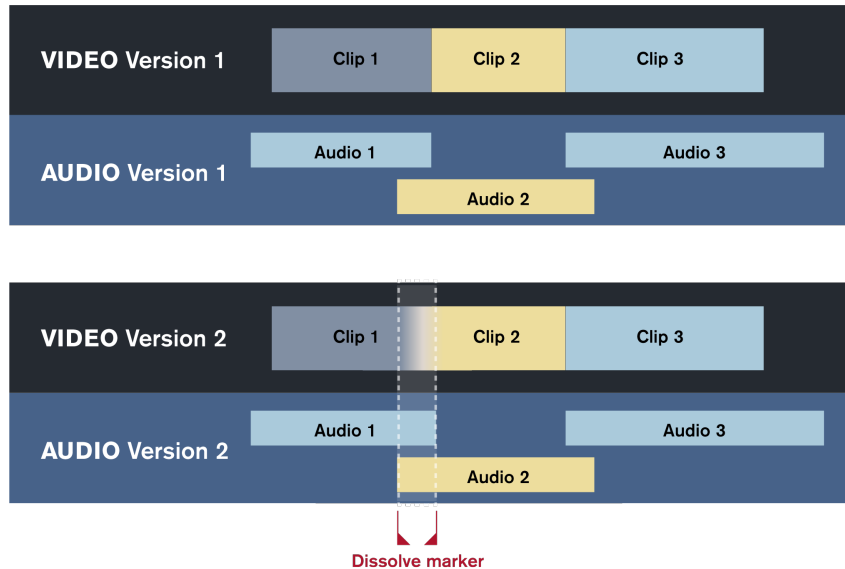 VIDEO Version 1
Clip 1
Clip 2
Clip 3
AUDIO Version 1
Audio 1
Audio 3
Audio 2
VIDEO Version 2
Clip 1
Clip 2
Clip 3
AUDIO Version 2
Audio 1
Audio 3
Audio 2
Dissolve marker